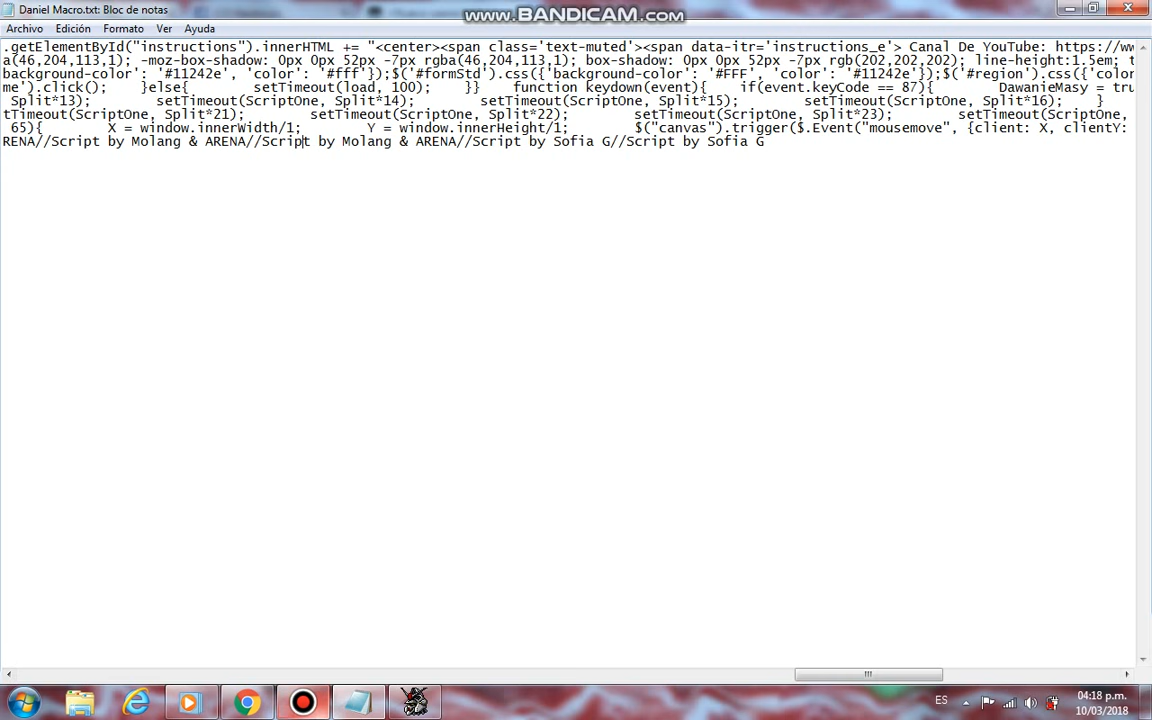 Daniel Macro.txt: Bloc de notas
www.BANDICAM.com
Archivo Edición Formato Ver Ayuda
.getElementById("instructions").innerHTML += "<center><span class='text-muted'><span data-itr='instructions_e'> Canal De YouTube: https://ww
a(46,204,113,1); -moz-box-shadow: 0px 0px 52px -7px rgba(46,204,113,1); box-shadow: 0px 0px 52px -7px rgb(202,202,202); line-height:1.5em; t
background-color': '#11242e', 'color': '#fff'});$('#formStd').css({'background-color': '#FFF', 'color': '#11242e'});$('#region').css({'color
me').click(); }else{ setTimeout(load, 100); }} function keydown(event){ if(event.keyCode == 87){ DawanieMasy = tru
Split*13); setTimeout(ScriptOne, Split*14); setTimeout(ScriptOne, Split*15); setTimeout(ScriptOne, Split*16); }
tTimeout(ScriptOne, Split*21); setTimeout(ScriptOne, Split*22); setTimeout(ScriptOne, Split*23); setTimeout(ScriptOne,
65){ X = window.innerWidth/1; Y = window.innerHeight/1; $("canvas").trigger($.Event("mousemove", {client: X, clientY:
RENA//Script by Molang & ARENA//Script by Molang & ARENA//Script by Sofia G//Script by Sofia G
ES
04:18 p.m.
10/03/2018